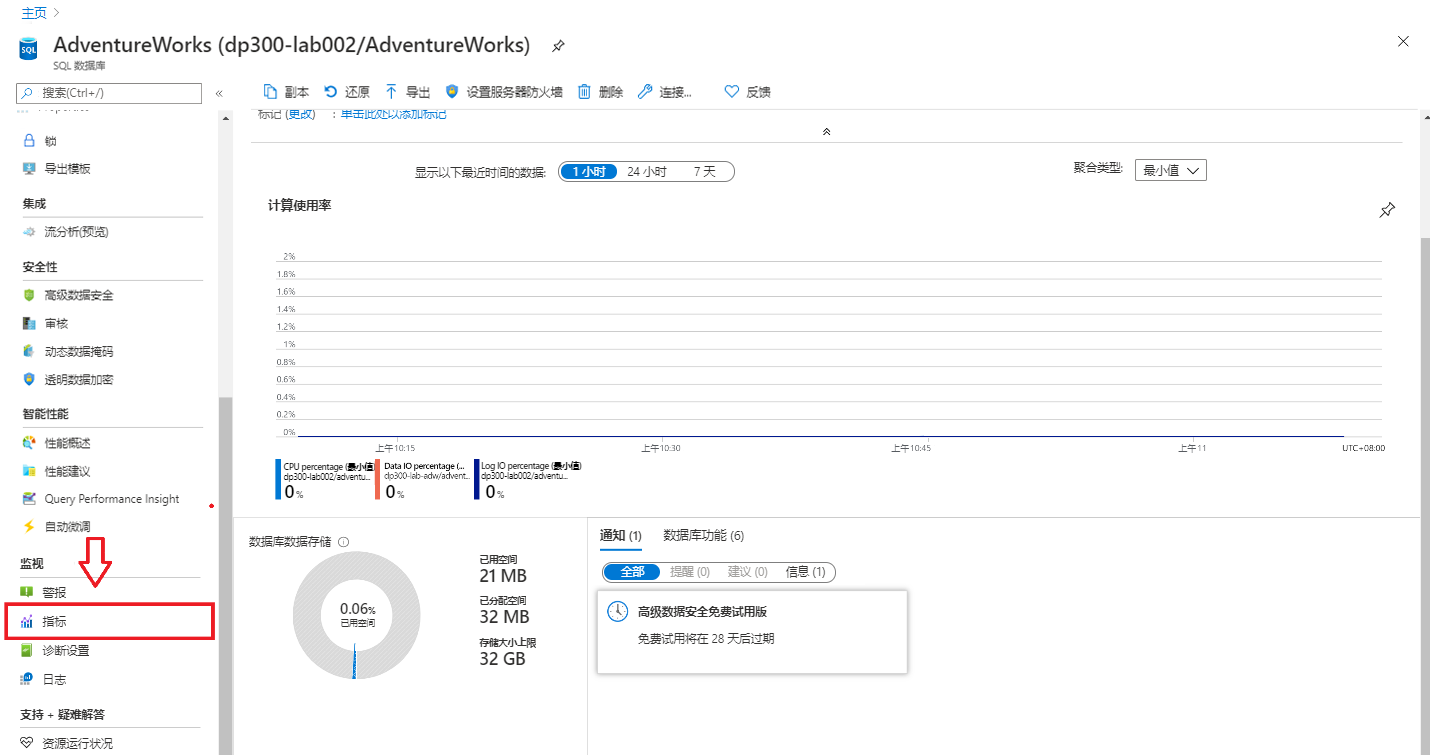 主页
AdventureWorks (dp300-lab002/AdventureWorks)
SQL 数据库
搜索(Ctrl+/)
«
副本
还原
导出
设置服务器防火墙
删除
连接...
反馈
Properties
锁
导出模板
集成
流分析(预览)
安全性
高级数据安全
审核
动态数据掩码
透明数据加密
智能性能
性能概述
性能建议
Query Performance Insight
自动微调
监视
警报
指标
诊断设置
日志
支持 + 疑难解答
资源运行状况
标记 (更改) : 单击此处以添加标记
显示以下最近时间的数据: 1 小时 24 小时 7 天
聚合类型: 最小值
计算使用率
2%
1.8%
1.6%
1.4%
1.2%
1%
0.8%
0.6%
0.4%
0.2%
0%
上午10:15 上午10:30 上午10:45 上午11 UTC+08:00
CPU percentage (最小值)
dp300-lab002/adventu...
0 %
Data IO percentage (...
dp300-lab-adw/advent...
0 %
Log IO percentage (最小值)
dp300-lab002/adventu...
0 %
数据库数据存储
0.06%
已用空间
已用空间
21 MB
已分配空间
32 MB
存储大小上限
32 GB
通知 (1) 数据库功能 (6)
全部 提醒 (0) 建议 (0) 信息 (1)
高级数据安全免费试用版
免费试用将在 28 天后过期